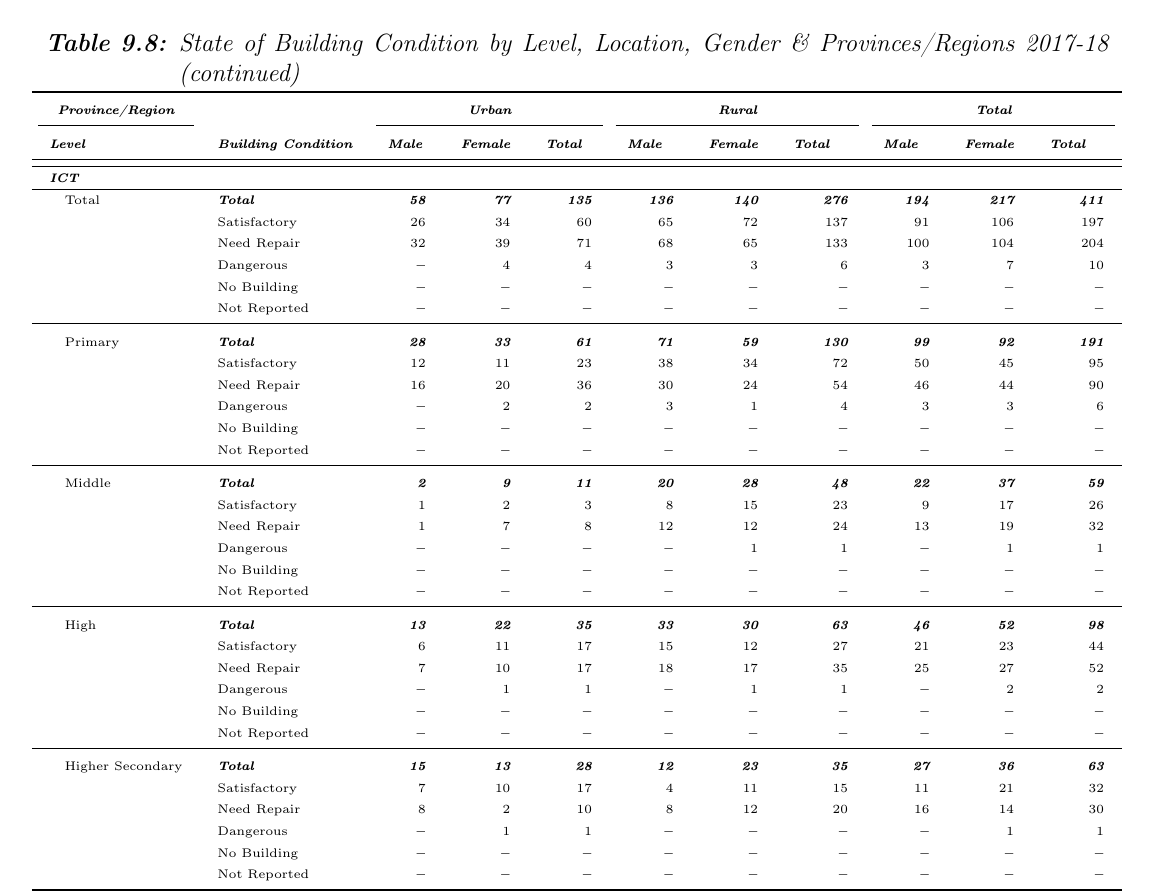 Table 9.8: State of Building Condition by Level, Location, Gender & Provinces/Regions 2017-18
(continued)
Province/Region Urban Rural Total
Level Building Condition Male Female Total Male Female Total Male Female Total
ICT
Total Total 58 77 135 136 140 276 194 217 411
Satisfactory 26 34 60 65 72 137 91 106 197
Need Repair 32 39 71 68 65 133 100 104 204
Dangerous – 4 4 3 3 6 3 7 10
No Building – – – – – – – – –
Not Reported – – – – – – – – –
Primary Total 28 33 61 71 59 130 99 92 191
Satisfactory 12 11 23 38 34 72 50 45 95
Need Repair 16 20 36 30 24 54 46 44 90
Dangerous – 2 2 3 1 4 3 3 6
No Building – – – – – – – – –
Not Reported – – – – – – – – –
Middle Total 2 9 11 20 28 48 22 37 59
Satisfactory 1 2 3 8 15 23 9 17 26
Need Repair 1 7 8 12 12 24 13 19 32
Dangerous – – – – 1 1 – 1 1
No Building – – – – – – – – –
Not Reported – – – – – – – – –
High Total 13 22 35 33 30 63 46 52 98
Satisfactory 6 11 17 15 12 27 21 23 44
Need Repair 7 10 17 18 17 35 25 27 52
Dangerous – 1 1 – 1 1 – 2 2
No Building – – – – – – – – –
Not Reported – – – – – – – – –
Higher Secondary Total 15 13 28 12 23 35 27 36 63
Satisfactory 7 10 17 4 11 15 11 21 32
Need Repair 8 2 10 8 12 20 16 14 30
Dangerous – 1 1 – – – – 1 1
No Building – – – – – – – – –
Not Reported – – – – – – – – –